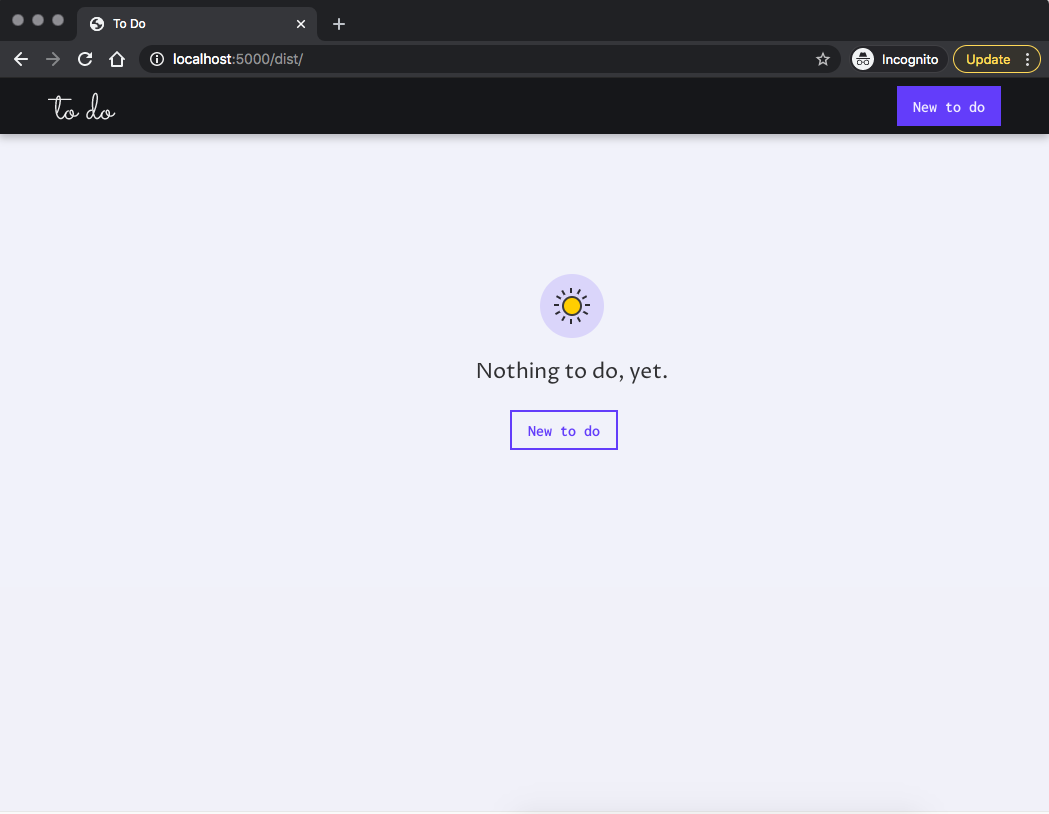 To Do
localhost:5000/dist/
Incognito
Update
to do
New to do
Nothing to do, yet.
New to do